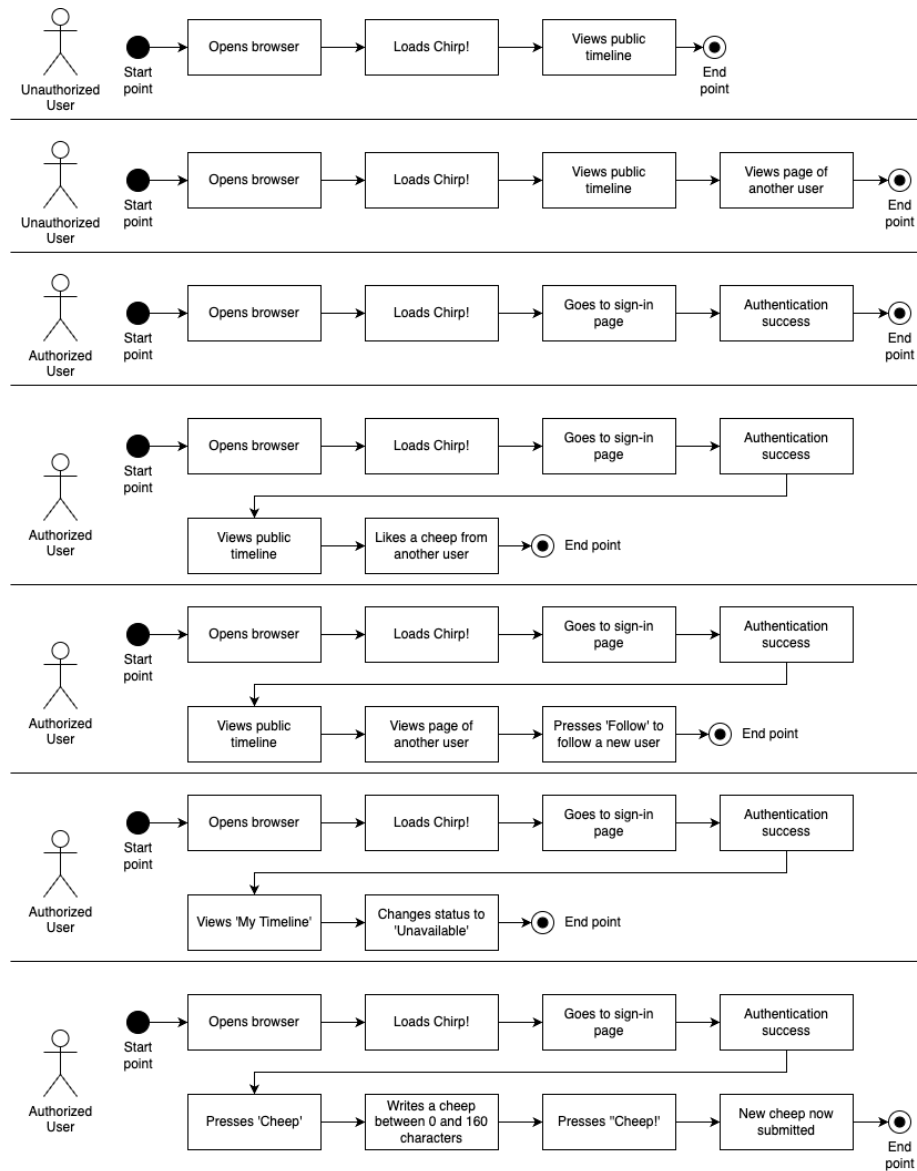 Opens browser
Loads Chirp!
Views public
timeline
Start
point
End
point
Unauthorized
User
Opens browser
Loads Chirp!
Views public
timeline
Views page of
another user
Start
point
End
point
Unauthorized
User
Opens browser
Loads Chirp!
Goes to sign-in
page
Authentication
success
Start
point
End
point
Authorized
User
Opens browser
Loads Chirp!
Goes to sign-in
page
Authentication
success
Start
point
Authorized
User
Views public
timeline
Likes a cheep from
another user
End point
Opens browser
Loads Chirp!
Goes to sign-in
page
Authentication
success
Start
point
Authorized
User
Views public
timeline
Views page of
another user
Presses 'Follow' to
follow a new user
End point
Opens browser
Loads Chirp!
Goes to sign-in
page
Authentication
success
Start
point
Authorized
User
Views 'My Timeline'
Changes status to
'Unavailable'
End point
Opens browser
Loads Chirp!
Goes to sign-in
page
Authentication
success
Start
point
Authorized
User
Presses 'Cheep'
Writes a cheep
between 0 and 160
characters
Presses "Cheep!'
New cheep now
submitted
End
point